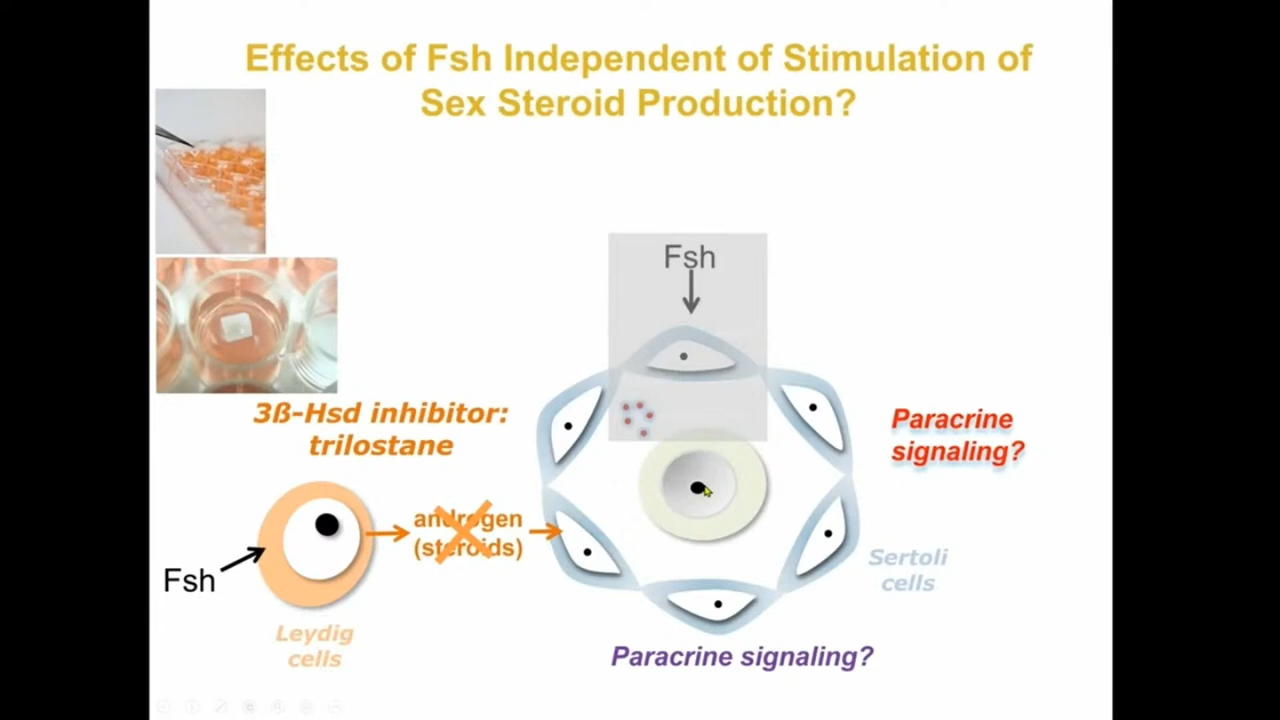 Effects of Fsh Independent of Stimulation of
Sex Steroid Production?
Fsh
3ß-Hsd inhibitor:
trilostane
Paracrine
signaling?
androgen
(steroids)
Fsh
Sertoli
cells
Leydig
cells
Paracrine signaling?